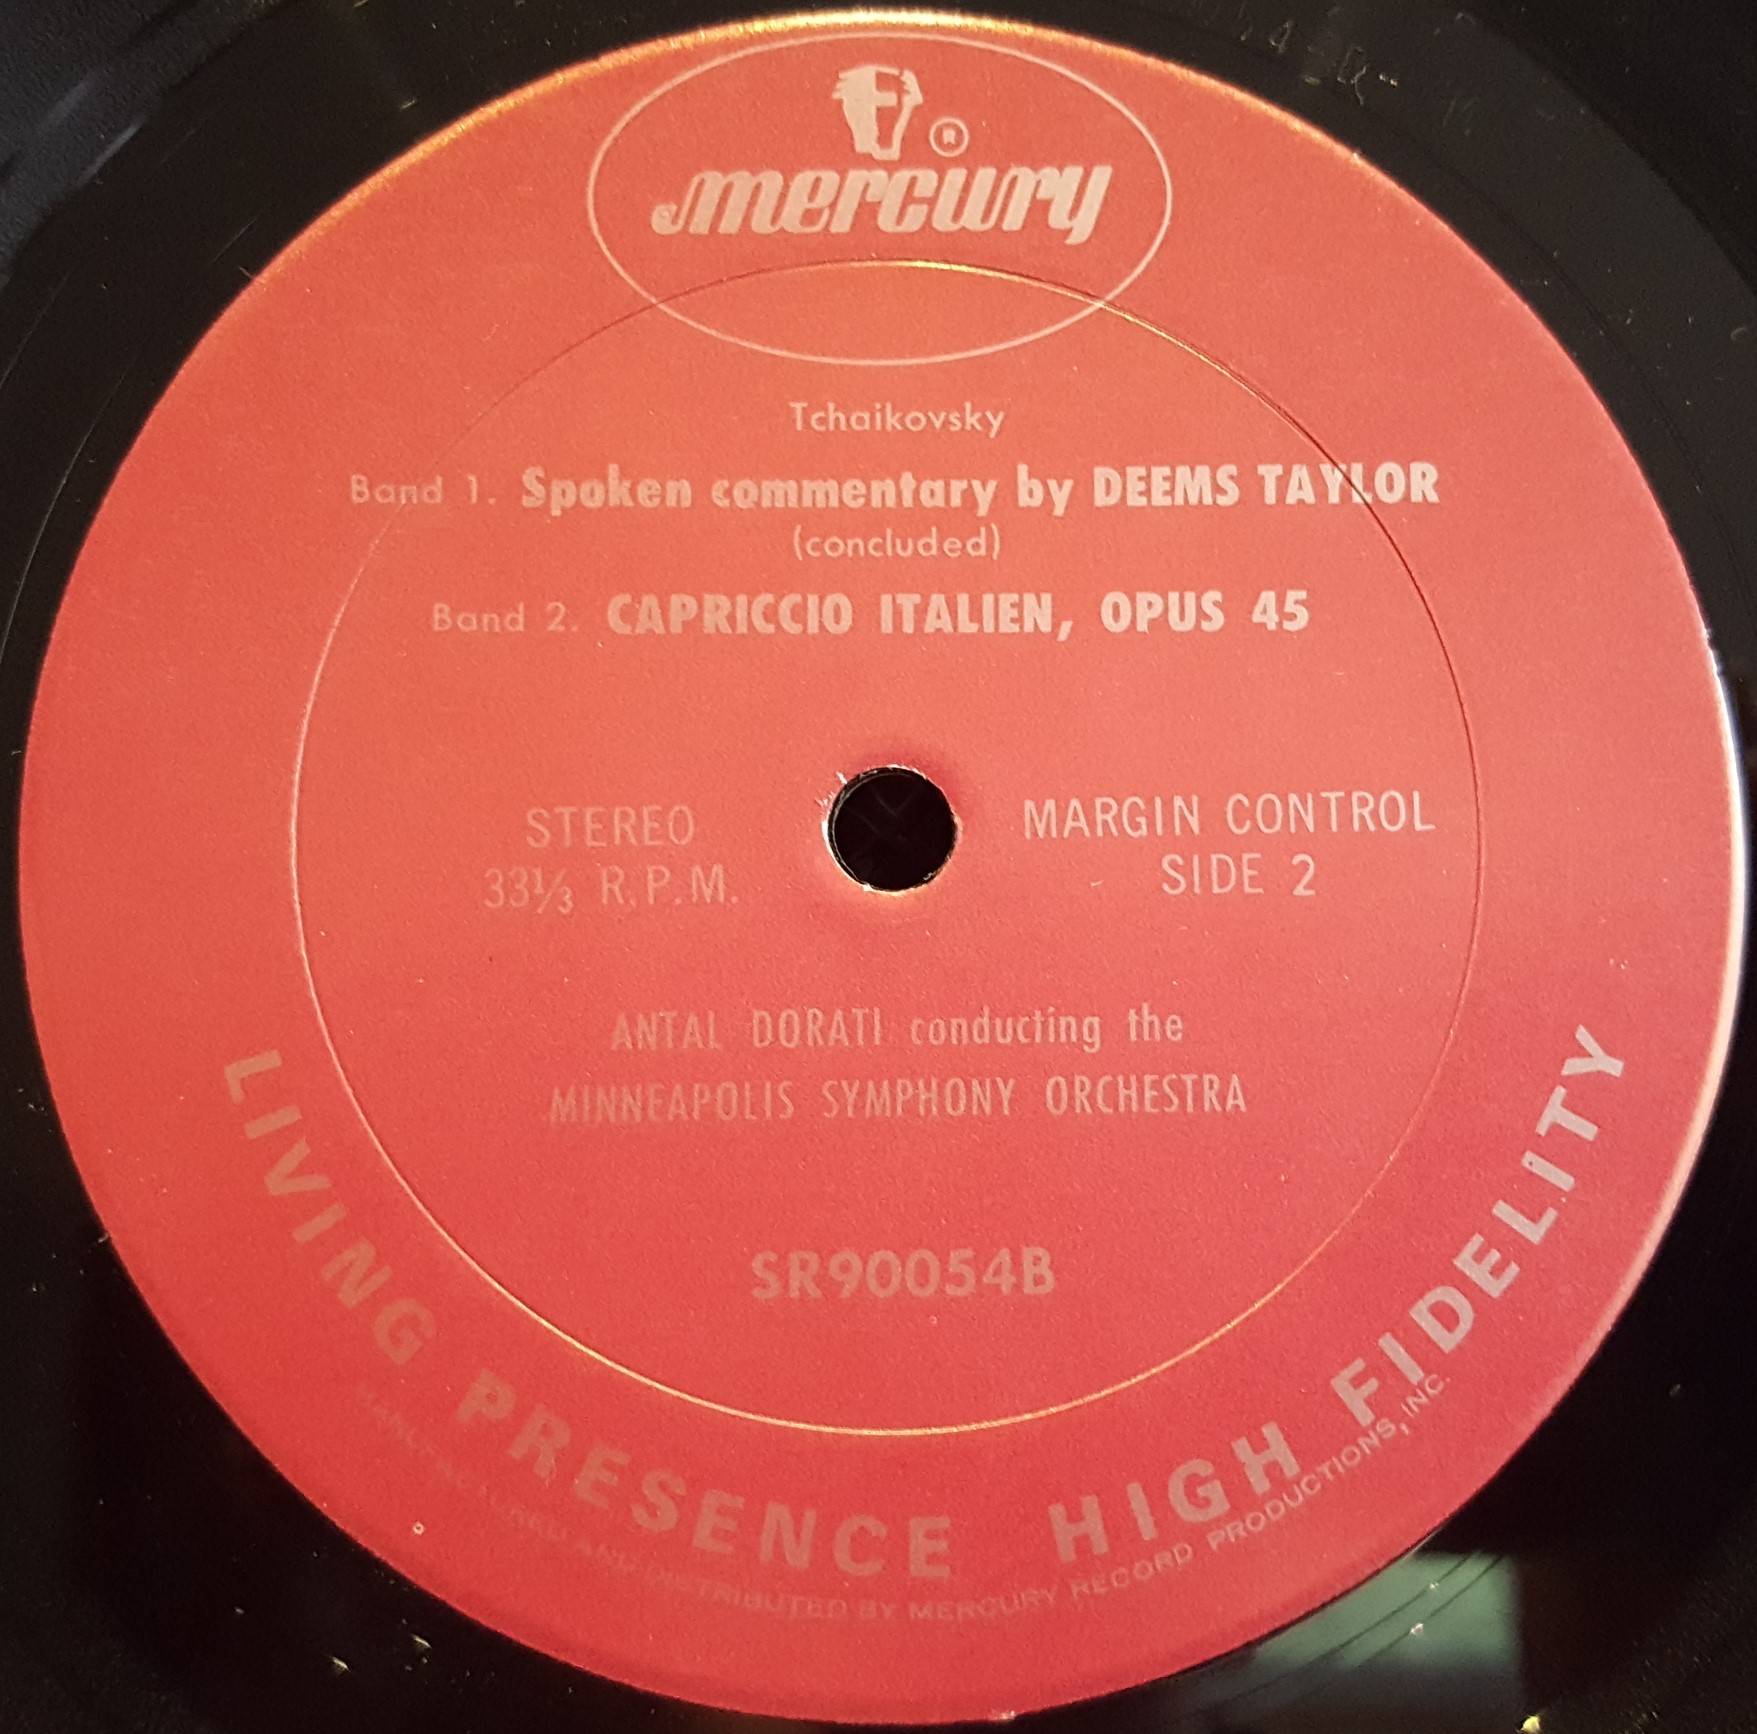 ®
mercury
Tchaikovsky
Band 1. Spoken commentary by DEEMS TAYLOR
(concluded)
Band 2. CAPRICCIO ITALIEN, OPUS 45
STEREO
33⅓ R.P.M.
MARGIN CONTROL
SIDE 2
ANTAL DORATI conducting the
MINNEAPOLIS SYMPHONY ORCHESTRA
SR90054B
LIVING PRESENCE HIGH FIDELITY
MANUFACTURED AND DISTRIBUTED BY MERCURY RECORD PRODUCTIONS, INC.